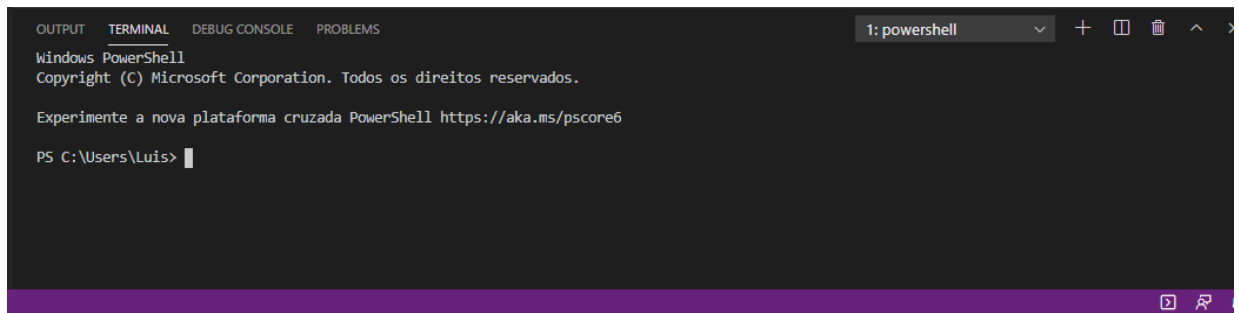 OUTPUT TERMINAL DEBUG CONSOLE PROBLEMS 1: powershell
Windows PowerShell
Copyright (C) Microsoft Corporation. Todos os direitos reservados.
Experimente a nova plataforma cruzada PowerShell https://aka.ms/pscore6
PS C:\Users\Luis>